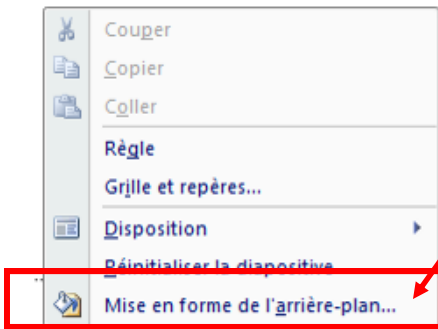 Couper
Copier
Coller
Règle
Grille et repères...
Disposition
Réinitialiser la diapositive
Mise en forme de l'arrière-plan...